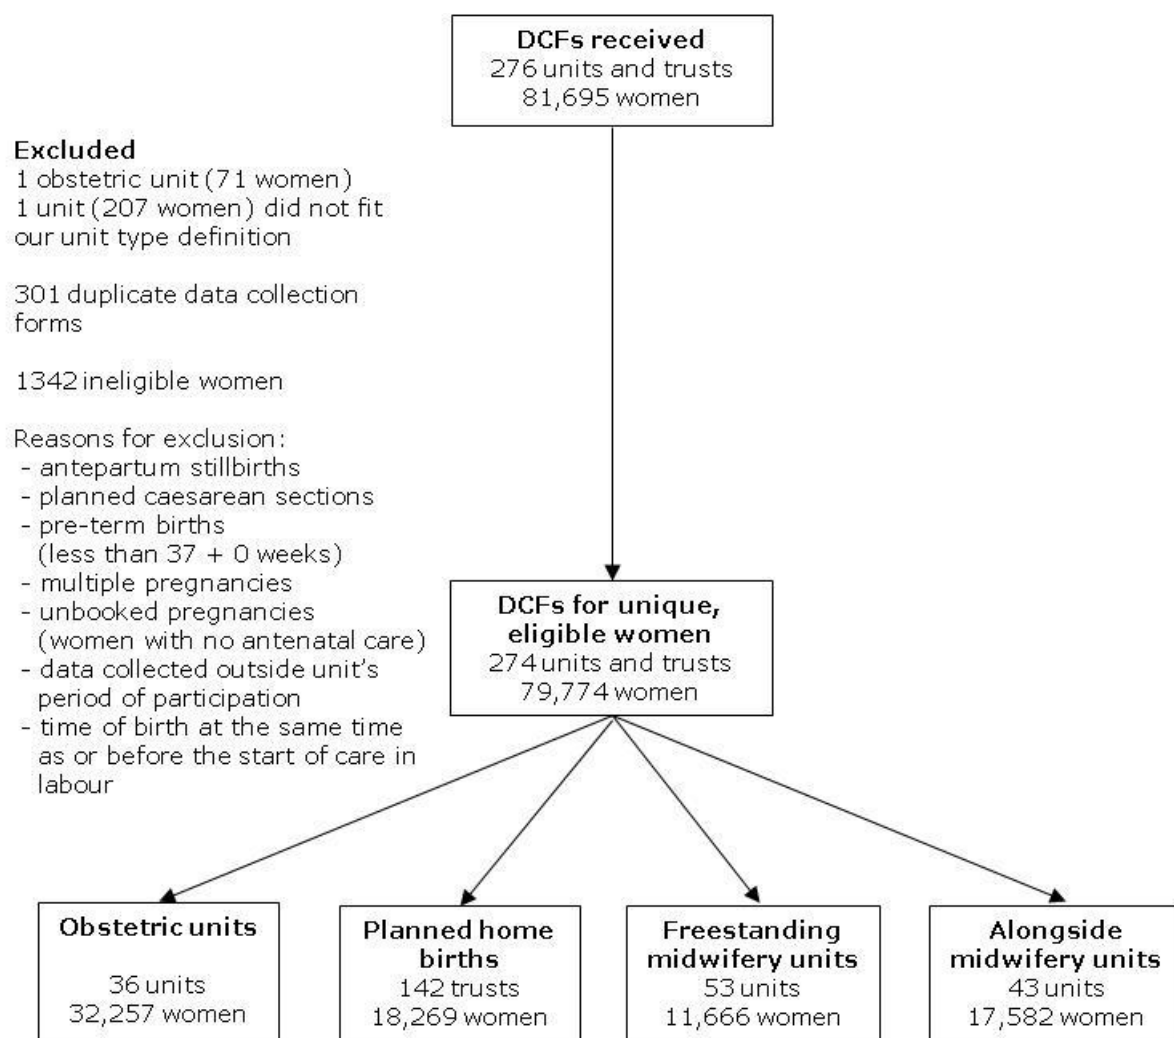 DCFs received
276 units and trusts
81,695 women
Excluded
1 obstetric unit (71 women)
1 unit (207 women) did not fit
our unit type definition
301 duplicate data collection
forms
1342 ineligible women
Reasons for exclusion:
- antepartum stillbirths
- planned caesarean sections
- pre-term births
(less than 37 + 0 weeks)
- multiple pregnancies
- unbooked pregnancies
(women with no antenatal care)
- data collected outside unit's
period of participation
- time of birth at the same time
as or before the start of care in
labour
DCFs for unique,
eligible women
274 units and trusts
79,774 women
Obstetric units
36 units
32,257 women
Planned home
births
142 trusts
18,269 women
Freestanding
midwifery units
53 units
11,666 women
Alongside
midwifery units
43 units
17,582 women